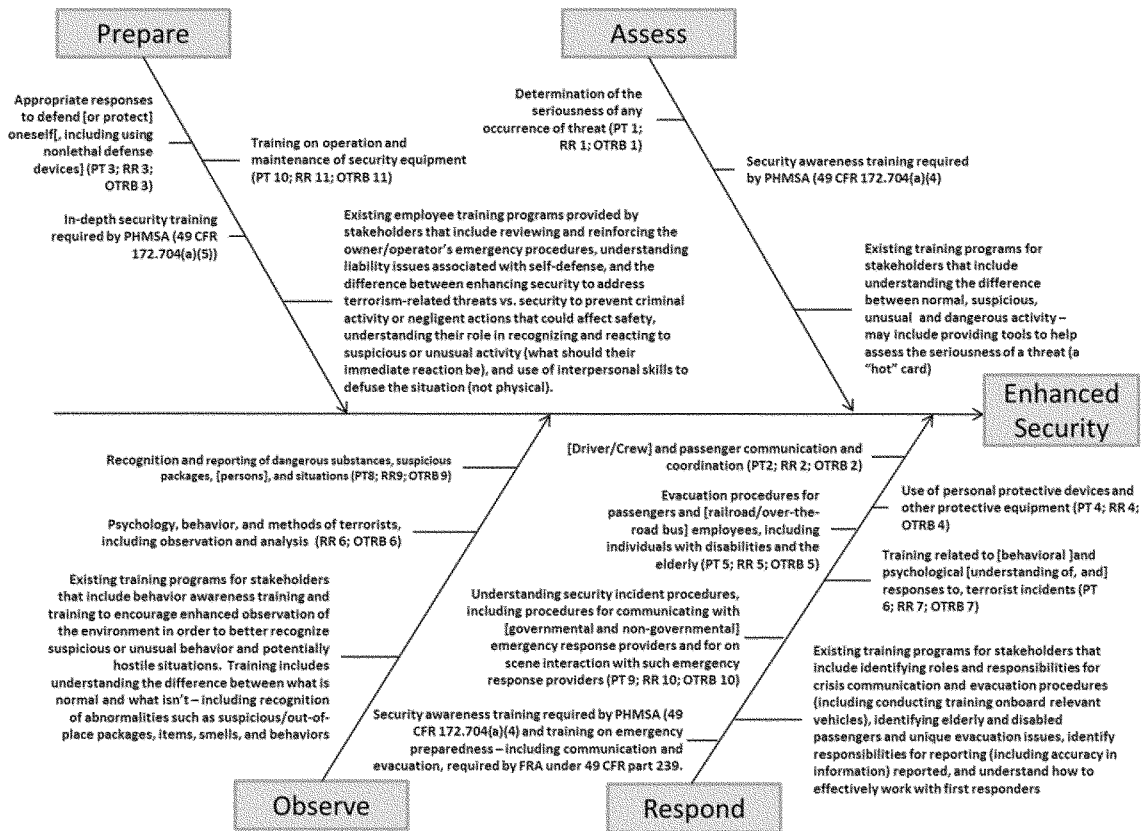 Prepare
Assess
Appropriate responses
to defend [or protect]
oneself[, including using
nonlethal defense
devices] (PT 3; RR 3;
OTRB 3)
Training on operation and
maintenance of security equipment
(PT 10; RR 11; OTRB 11)
In-depth security training
required by PHMSA (49 CFR
172.704(a)(5))
Existing employee training programs provided by
stakeholders that include reviewing and reinforcing the
owner/operator's emergency procedures, understanding
liability issues associated with self-defense, and the
difference between enhancing security to address
terrorism-related threats vs. security to prevent criminal
activity or negligent actions that could affect safety,
understanding their role in recognizing and reacting to
suspicious or unusual activity (what should their
immediate reaction be), and use of interpersonal skills to
defuse the situation (not physical).
Determination of the
seriousness of any
occurrence of threat (PT 1;
RR 1; OTRB 1)
Security awareness training required
by PHMSA (49 CFR 172.704(a)(4)
Existing training programs for
stakeholders that include
understanding the difference
between normal, suspicious,
unusual and dangerous activity –
may include providing tools to help
assess the seriousness of a threat (a
"hot" card)
Enhanced
Security
Recognition and reporting of dangerous substances, suspicious
packages, [persons], and situations (PT8; RR9; OTRB 9)
Psychology, behavior, and methods of terrorists,
including observation and analysis (RR 6; OTRB 6)
Existing training programs for stakeholders
that include behavior awareness training and
training to encourage enhanced observation of
the environment in order to better recognize
suspicious or unusual behavior and potentially
hostile situations. Training includes
understanding the difference between what is
normal and what isn't – including recognition
of abnormalities such as suspicious/out-of-
place packages, items, smells, and behaviors
[Driver/Crew] and passenger communication and
coordination (PT2; RR 2; OTRB 2)
Evacuation procedures for
passengers and [railroad/over-the-
road bus] employees, including
individuals with disabilities and the
elderly (PT 5; RR 5; OTRB 5)
Understanding security incident procedures,
including procedures for communicating with
[governmental and non-governmental]
emergency response providers and for on
scene interaction with such emergency
response providers (PT 9; RR 10; OTRB 10)
Security awareness training required by PHMSA (49
CFR 172.704(a)(4) and training on emergency
preparedness – including communication and
evacuation, required by FRA under 49 CFR part 239.
Use of personal protective devices and
other protective equipment (PT 4; RR 4;
OTRB 4)
Training related to [behavioral ]and
psychological [understanding of, and]
responses to, terrorist incidents (PT
6; RR 7; OTRB 7)
Existing training programs for stakeholders that
include identifying roles and responsibilities for
crisis communication and evacuation procedures
(including conducting training onboard relevant
vehicles), identifying elderly and disabled
passengers and unique evacuation issues, identify
responsibilities for reporting (including accuracy in
information) reported, and understand how to
effectively work with first responders
Observe
Respond